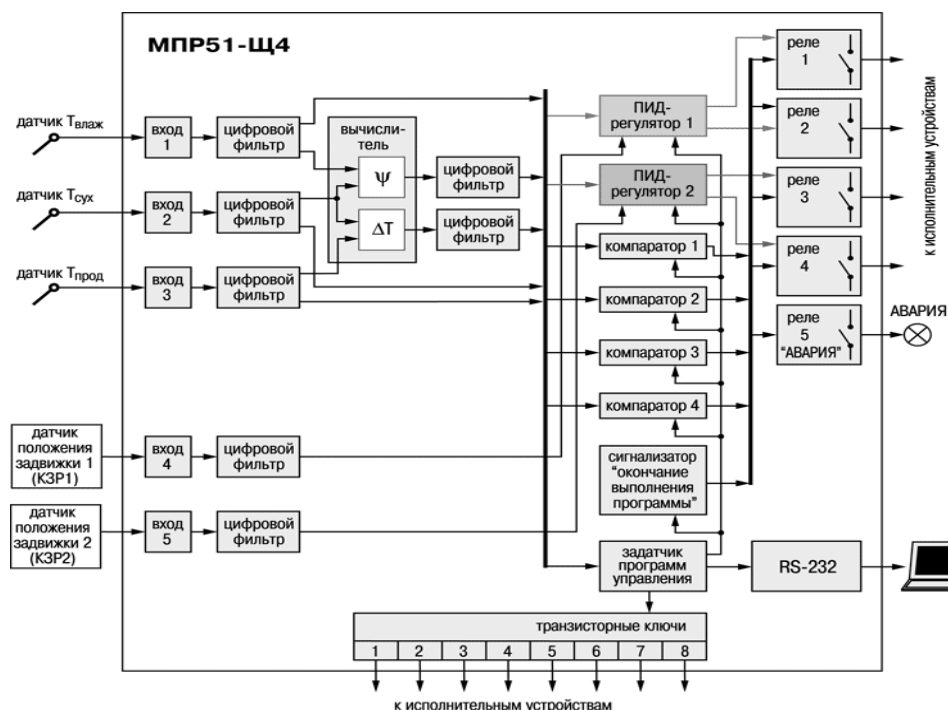 МПР51-Щ4
датчик Tвлаж
вход
1
цифровой
фильтр
датчик Tсух
вход
2
цифровой
фильтр
датчик Tпрод
вход
3
цифровой
фильтр
вычисли-
тель
ψ
ΔT
цифровой
фильтр
цифровой
фильтр
датчик
положения
задвижки 1
(КЗР1)
вход
4
цифровой
фильтр
датчик
положения
задвижки 2
(КЗР2)
вход
5
цифровой
фильтр
ПИД-
регулятор 1
ПИД-
регулятор 2
компаратор 1
компаратор 2
компаратор 3
компаратор 4
сигнализатор
“окончание
выполнения
программы”
задатчик
программ
управления
реле
1
реле
2
реле
3
реле
4
реле
5
“АВАРИЯ”
к исполнительным устройствам
АВАРИЯ
RS-232
транзисторные ключи
1 2 3 4 5 6 7 8
к исполнительным устройствам